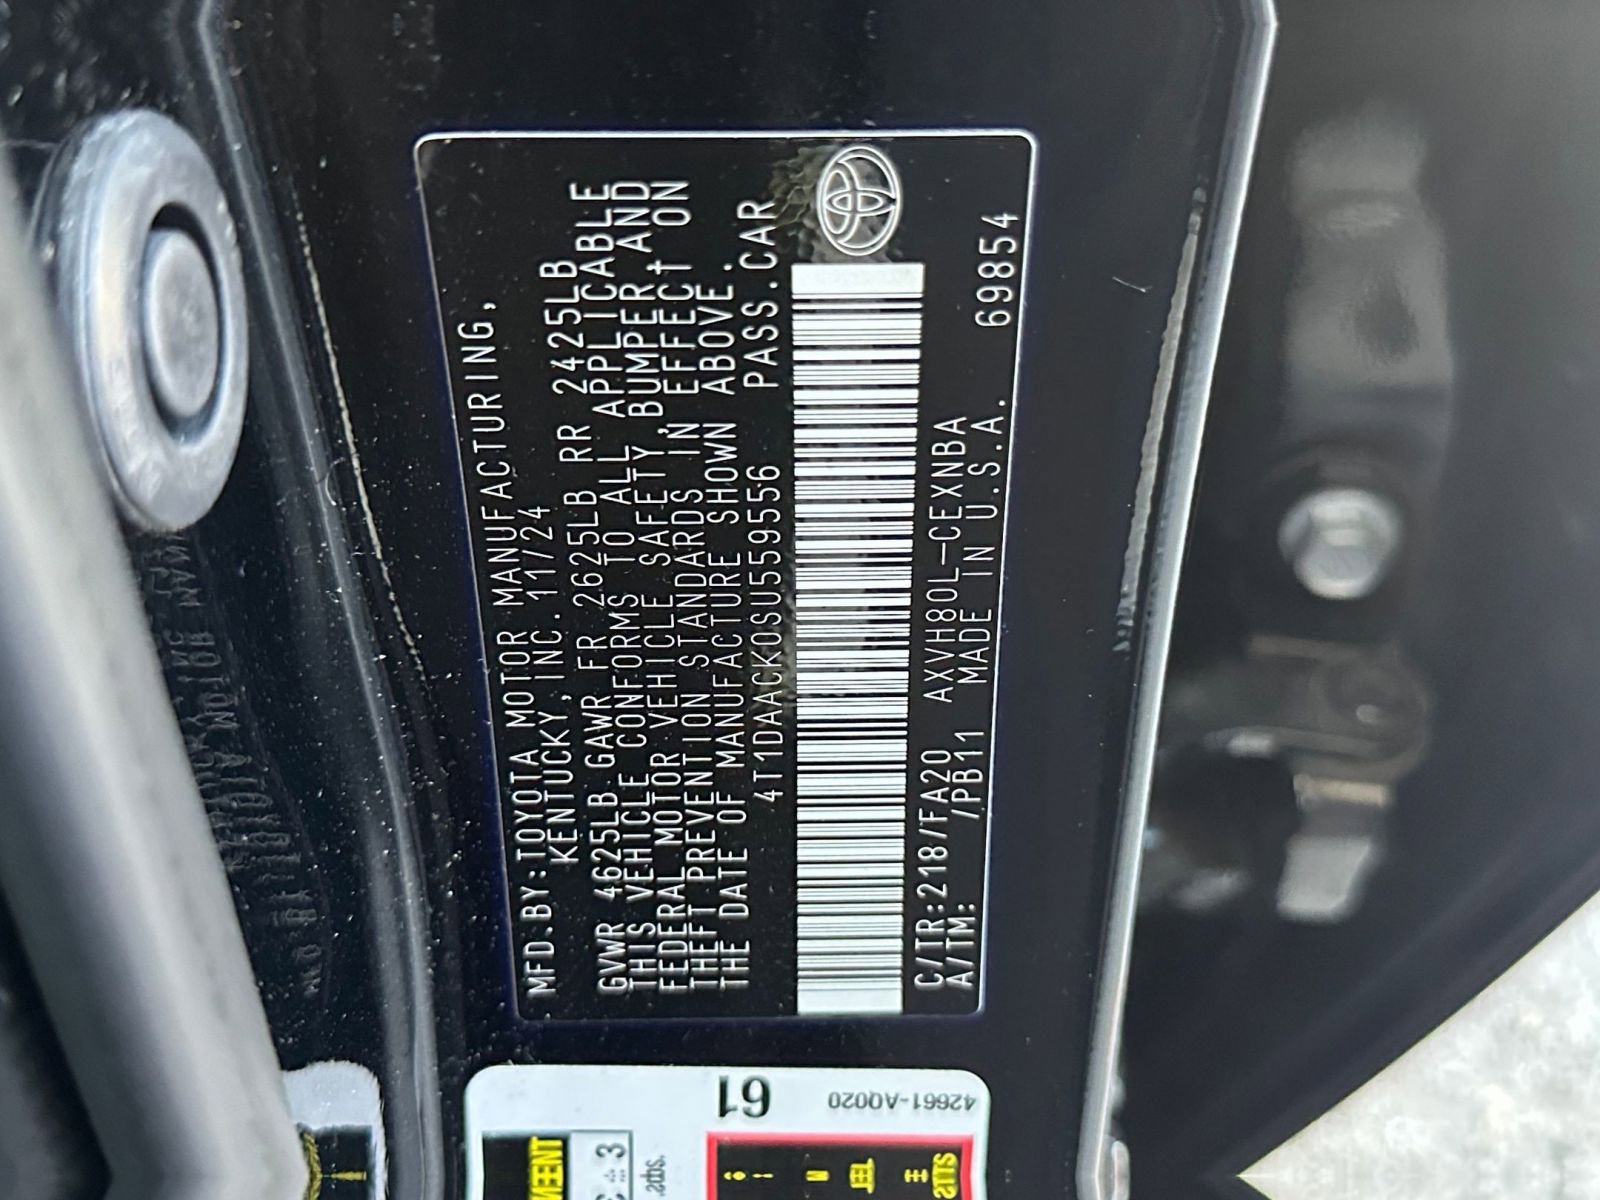 MFD.BY:TOYOTA MOTOR MANUFACTURING,
KENTUCKY, INC. 11/24
GVWR 4625LB GAWR FR 2625LB RR 2425LB
THIS VEHICLE CONFORMS TO ALL APPLICABLE
FEDERAL MOTOR VEHICLE SAFETY, BUMPER, AND
THEFT PREVENTION STANDARDS IN EFFECT ON
THE DATE OF MANUFACTURE SHOWN ABOVE.
4T1DAACK0SU559556 PASS.CAR
C/TR:218/FA20 AXVH80L-CEXNBA
A/TM: /PB11 MADE IN U.S.A. 69854
61
42661-AQ020
3